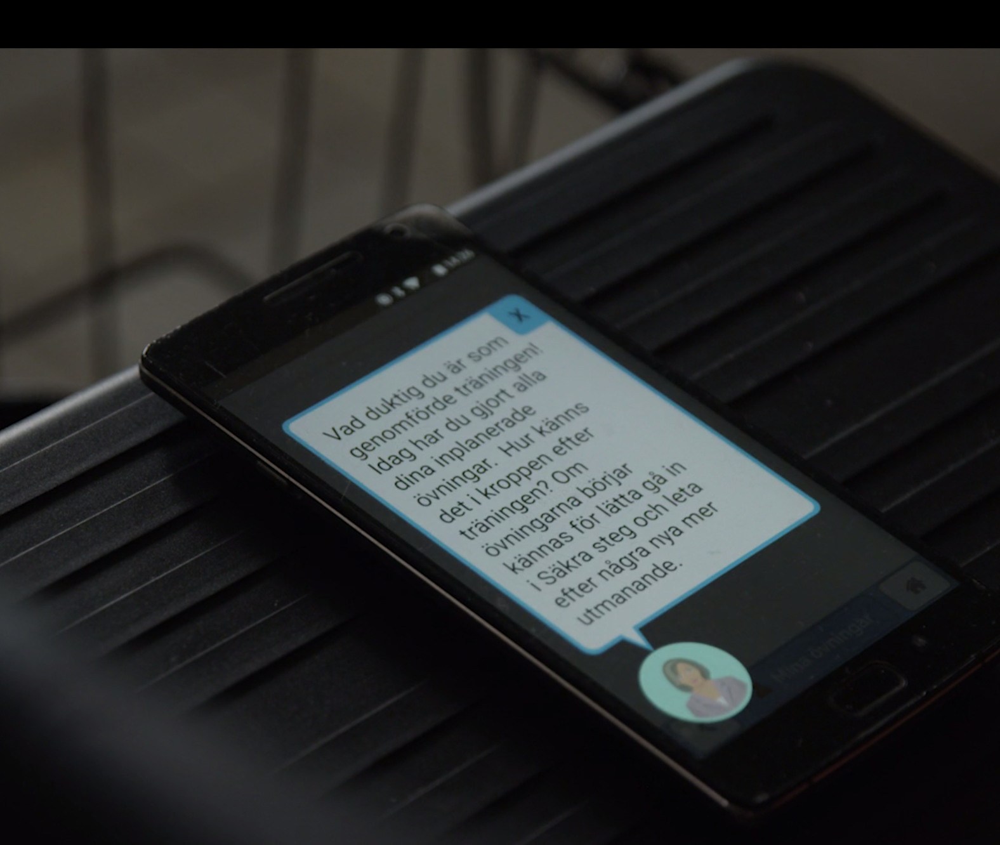 X
Vad duktig du är som
genomförde träningen!
Idag har du gjort alla
dina inplanerade
övningar. Hur känns
det i kroppen efter
träningen? Om
övningarna börjar
kännas för lätta gå in
i Säkra steg och leta
efter några nya mer
utmanande.
Mina övningar